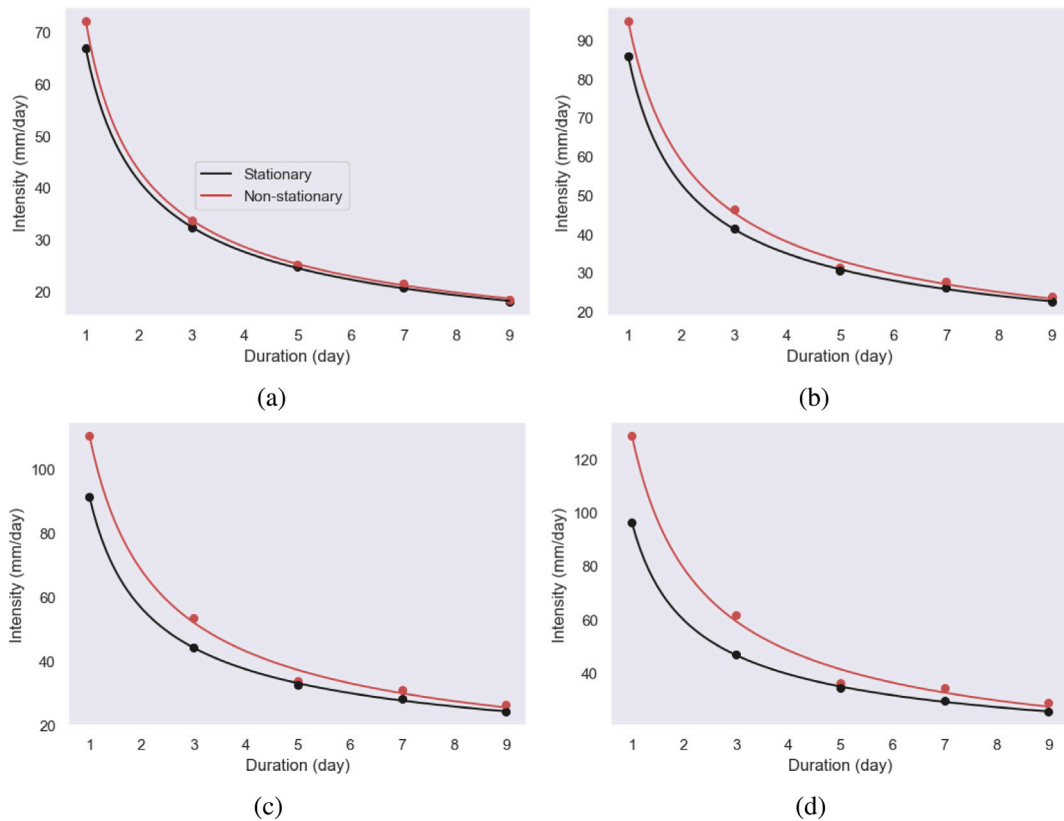 70
60
50
40
30
20
Intensity (mm/day)
Stationary
Non-stationary
1 2 3 4 5 6 7 8 9
Duration (day)
(a)
90
80
70
60
50
40
30
20
Intensity (mm/day)
1 2 3 4 5 6 7 8 9
Duration (day)
(b)
100
80
60
40
20
Intensity (mm/day)
1 2 3 4 5 6 7 8 9
Duration (day)
(c)
120
100
80
60
40
Intensity (mm/day)
1 2 3 4 5 6 7 8 9
Duration (day)
(d)